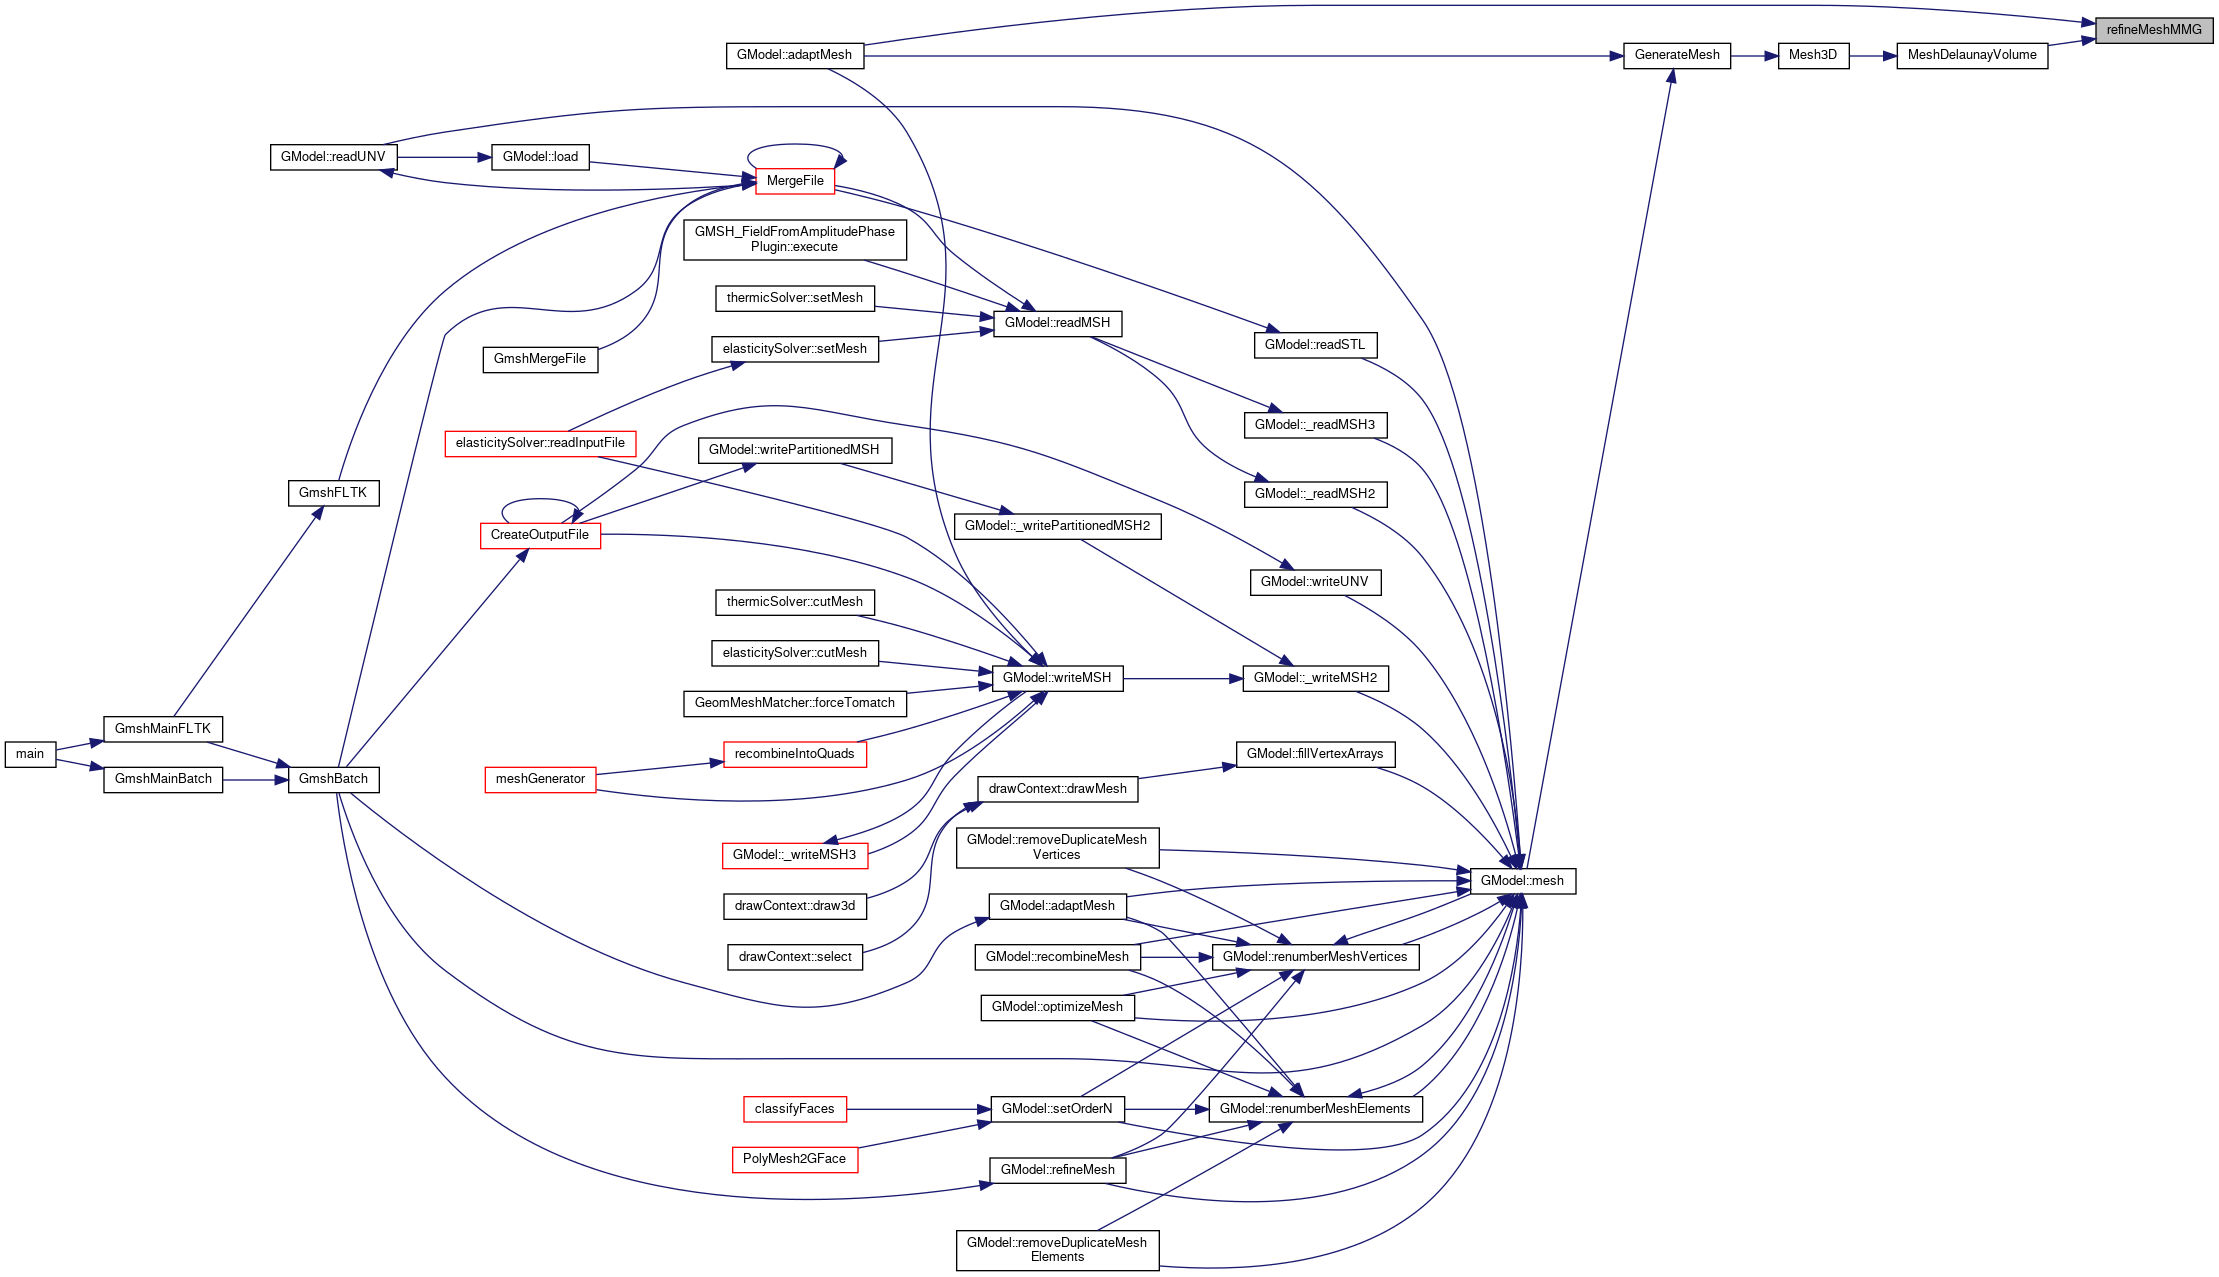 refineMeshMMG
GModel::adaptMesh
GenerateMesh
Mesh3D
MeshDelaunayVolume
GModel::readUNV
GModel::load
MergeFile
GMSH_FieldFromAmplitudePhase
Plugin::execute
thermicSolver::setMesh
GModel::readMSH
GModel::readSTL
elasticitySolver::setMesh
GmshMergeFile
GModel::_readMSH3
elasticitySolver::readInputFile
GModel::writePartitionedMSH
GmshFLTK
GModel::_readMSH2
GModel::_writePartitionedMSH2
CreateOutputFile
GModel::writeUNV
thermicSolver::cutMesh
elasticitySolver::cutMesh
GModel::writeMSH
GModel::_writeMSH2
GeomMeshMatcher::forceTomatch
GmshMainFLTK
main
recombineIntoQuads
GModel::fillVertexArrays
GmshMainBatch
GmshBatch
meshGenerator
drawContext::drawMesh
GModel::removeDuplicateMesh
Vertices
GModel::_writeMSH3
GModel::mesh
drawContext::draw3d
GModel::adaptMesh
drawContext::select
GModel::recombineMesh
GModel::renumberMeshVertices
GModel::optimizeMesh
classifyFaces
GModel::setOrderN
GModel::renumberMeshElements
PolyMesh2GFace
GModel::refineMesh
GModel::removeDuplicateMesh
Elements